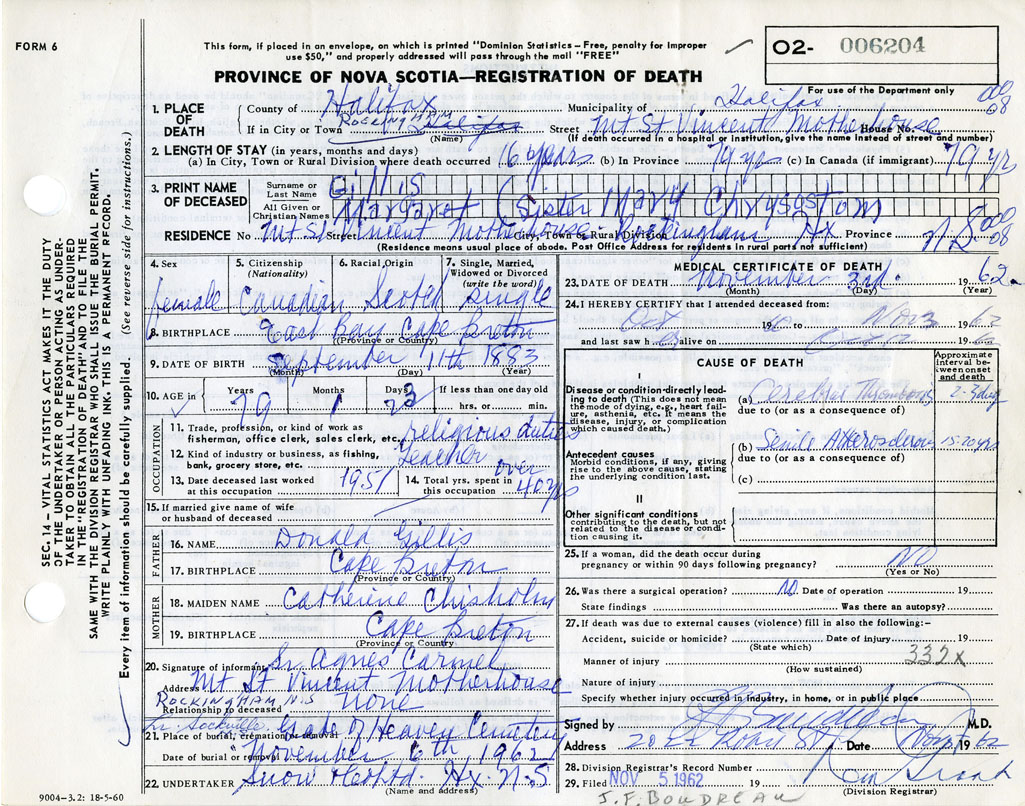 FORM 6
This form, if placed in an envelope, on which is printed "Dominion Statistics – Free, penalty for improper
use $50," and properly addressed will pass through the mail "FREE"
O2- 006204
PROVINCE OF NOVA SCOTIA—REGISTRATION OF DEATH
For use of the Department only
1. PLACE OF DEATH
County of Halifax Municipality of Halifax
If in City or Town ROCKINGHAM Halifax Street Mt St Vincent Motherhouse House No.
(Name) (If death occurred in a hospital or institution, give the name instead of street and number)
2. LENGTH OF STAY (in years, months and days)
(a) In City, Town or Rural Division where death occurred 16 years (b) In Province 79 yrs (c) In Canada (if immigrant) 79 yr
3. PRINT NAME OF DECEASED
Surname or Last Name Gillis
All Given or Christian Names Margaret (Sister Mary Chrysostom)
RESIDENCE No. Mt St Street Vincent Motherhouse City, Town or Rural Division Rockingham Hx. Province N.S.
(Residence means usual place of abode. Post Office Address for residents in rural parts not sufficient)
4. Sex
female
5. Citizenship
(Nationality)
Canadian
6. Racial Origin
Scotch
7. Single, Married,
Widowed or Divorced
(write the word)
single
8. BIRTHPLACE East Bay Cape Breton
(Province or Country)
9. DATE OF BIRTH September 11th 1883
(Month) (Day) (Year)
10. AGE in Years 79 Months 1 Days 23 If less than one day old
hrs. or min.
OCCUPATION
11. Trade, profession, or kind of work as
fisherman, office clerk, sales clerk, etc. religious duties
12. Kind of industry or business, as fishing,
bank, grocery store, etc. Teacher
13. Date deceased last worked
at this occupation 1951
14. Total yrs. spent in
this occupation over 40 yrs
15. If married give name of wife
or husband of deceased
FATHER
16. NAME Donald Gillis
17. BIRTHPLACE Cape Breton
(Province or Country)
MOTHER
18. MAIDEN NAME Catherine Chisholm
19. BIRTHPLACE Cape Breton
(Province or Country)
20. Signature of informant Sr Agnes Carmel
Address Mt St Vincent Motherhouse
ROCKINGHAM N.S
Relationship to deceased None
21. Place of burial, cremation or removal Gate of Heaven Cemetery
Date of burial or removal November 6th 1962
22. UNDERTAKER Snow Hx. N.S
(Name and address)
9004-3.2: 18-5-60
MEDICAL CERTIFICATE OF DEATH
23. DATE OF DEATH November 3rd. 1962.
(Month) (Day) (Year)
24. I HEREBY CERTIFY that I attended deceased from:
Oct 19 to Nov 3 1962
and last saw h alive on 19
CAUSE OF DEATH
Approximate
interval be-
tween onset
and death
I
Disease or condition-directly lead-
ing to death (This does not mean
the mode of dying, e.g., heart fail-
ure, asthenia, etc. It means the
disease, injury, or complication
which caused death.)
(a) Cerebral Thrombosis 2-3 days
due to (or as a consequence of)
Antecedent causes
Morbid conditions, if any, giving
rise to the above cause, stating
the underlying condition last.
(b) Senile Atherosclerosis 15-20 yrs
due to (or as a consequence of)
(c)
II
Other significant conditions
contributing to the death, but not
related to the disease or condi-
tion causing it.
25. If a woman, did the death occur during
pregnancy or within 90 days following pregnancy? NO
(Yes or No)
26. Was there a surgical operation? No. Date of operation 19
State findings Was there an autopsy?
27. If death was due to external causes (violence) fill in also the following:-
Accident, suicide or homicide? Date of injury 19
(State which)
332x
Manner of injury
(How sustained)
Nature of injury
Specify whether injury occurred in industry, in home, or in public place
Signed by M.D.
Address Date 1962
28. Division Registrar's Record Number
29. Filed NOV 5 1962 19
(Division Registrar)
J.F. BOUDREAU
SEC. 14 – VITAL STATISTICS ACT MAKES IT THE DUTY
OF THE UNDERTAKER OR PERSON ACTING AS UNDER-
TAKER TO OBTAIN ALL THE PARTICULARS REQUIRED
IN THE "REGISTRATION OF DEATH" AND TO FILE THE
SAME WITH THE DIVISION REGISTRAR WHO SHALL ISSUE THE BURIAL PERMIT.
WRITE PLAINLY WITH UNFADING INK. THIS IS A PERMANENT RECORD.
Every item of information should be carefully supplied. (See reverse side for instructions.)